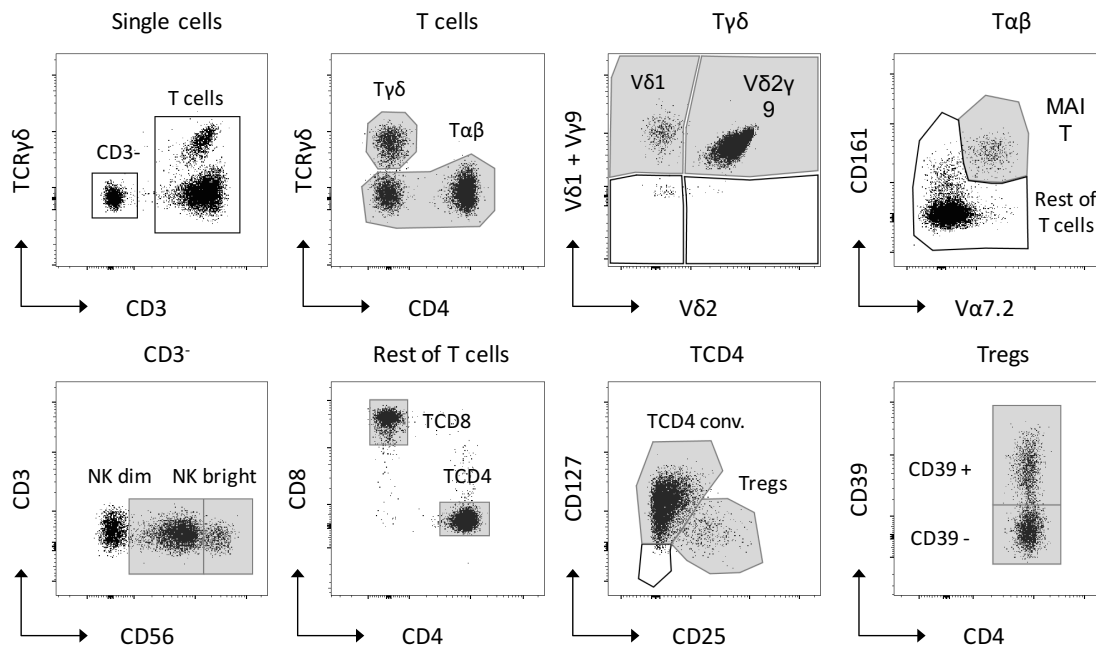 Single cells
T cells
Tγδ
Tαβ
TCRγδ
T cells
CD3-
CD3
TCRγδ
Tγδ
Tαβ
CD4
Vδ1 + Vγ9
Vδ1
Vδ2γ
9
Vδ2
CD161
MAI
T
Rest of
T cells
Vα7.2
CD3-
Rest of T cells
TCD4
Tregs
CD3
NK dim
NK bright
CD56
CD8
TCD8
TCD4
CD4
CD127
TCD4 conv.
Tregs
CD25
CD39
CD39 +
CD39 -
CD4